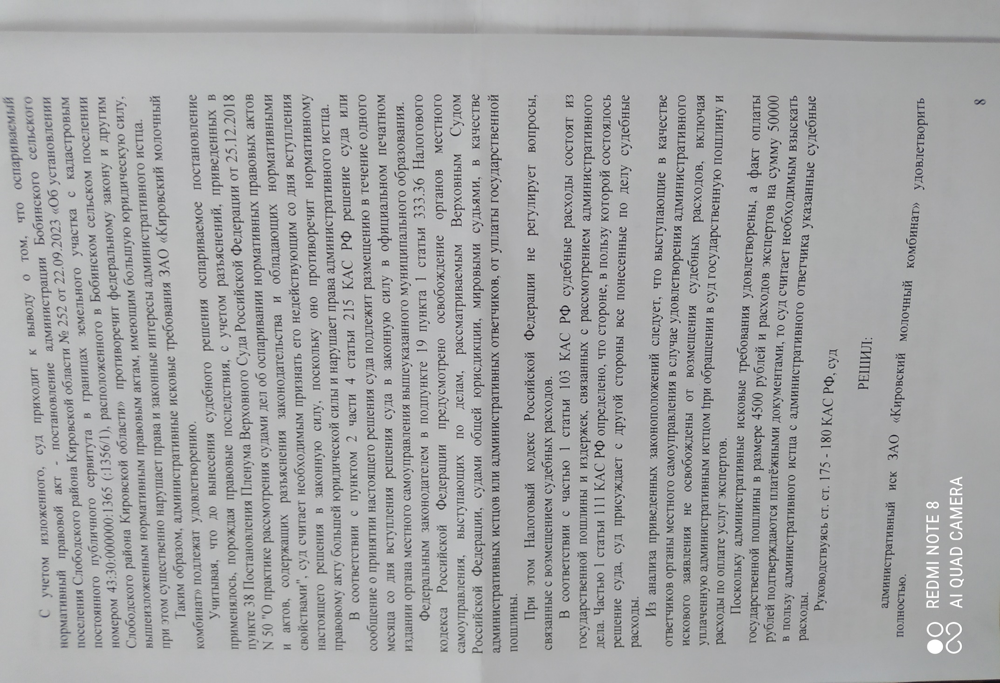 С учетом изложенного, суд приходит к выводу о том, что оспариваемый
нормативный правовой акт - постановление администрации Бобинского сельского
поселения Слободского района Кировской области № 252 от 22.09.2023 «Об установлении
постоянного публичного сервитута в границах земельного участка с кадастровым
номером 43:30:000000:1365 (:1356/1), расположенного в Бобинском сельском поселении
Слободского района Кировской области» противоречит федеральному закону и другим
вышеизложенным нормативным правовым актам, имеющим большую юридическую силу,
при этом существенно нарушает права и законные интересы административного истца.
Таким образом, административные исковые требования ЗАО «Кировский молочный
комбинат» подлежат удовлетворению.
Учитывая, что до вынесения судебного решения оспариваемое постановление
применялось, порождая правовые последствия, с учетом разъяснений, приведенных в
пункте 38 Постановления Пленума Верховного Суда Российской Федерации от 25.12.2018
N 50 "О практике рассмотрения судами дел об оспаривании нормативных правовых актов
и актов, содержащих разъяснения законодательства и обладающих нормативными
свойствами", суд считает необходимым признать его недействующим со дня вступления
настоящего решения в законную силу, поскольку оно противоречит нормативному
правовому акту большей юридической силы и нарушает права административного истца.
В соответствии с пунктом 2 части 4 статьи 215 КАС РФ решение суда или
сообщение о принятии настоящего решения суда подлежит размещению в течение одного
месяца со дня вступления решения суда в законную силу в официальном печатном
издании органа местного самоуправления вышеуказанного муниципального образования.
Федеральным законодателем в подпункте 19 пункта 1 статьи 333.36 Налогового
кодекса Российской Федерации предусмотрено освобождение органов местного
самоуправления, выступающих по делам, рассматриваемым Верховным Судом
Российской Федерации, судами общей юрисдикции, мировыми судьями, в качестве
административных истцов или административных ответчиков, от уплаты государственной
пошлины.
При этом Налоговый кодекс Российской Федерации не регулирует вопросы,
связанные с возмещением судебных расходов.
В соответствии с частью 1 статьи 103 КАС РФ судебные расходы состоят из
государственной пошлины и издержек, связанных с рассмотрением административного
дела. Частью 1 статьи 111 КАС РФ определено, что стороне, в пользу которой состоялось
решение суда, суд присуждает с другой стороны все понесенные по делу судебные
расходы.
Из анализа приведенных законоположений следует, что выступающие в качестве
ответчиков органы местного самоуправления в случае удовлетворения административного
искового заявления не освобождены от возмещения судебных расходов, включая
уплаченную административным истцом при обращении в суд государственную пошлину и
расходы по оплате услуг экспертов.
Поскольку административные исковые требования удовлетворены, а факт оплаты
государственной пошлины в размере 4500 рублей и расходов экспертов на сумму 50000
рублей подтверждаются платёжными документами, то суд считает необходимым взыскать
в пользу административного истца с административного ответчика указанные судебные
расходы.
Руководствуясь ст. ст. 175 - 180 КАС РФ, суд
РЕШИЛ:
административный иск ЗАО «Кировский молочный комбинат» удовлетворить
полностью.
8
REDMI NOTE 8
AI QUAD CAMERA